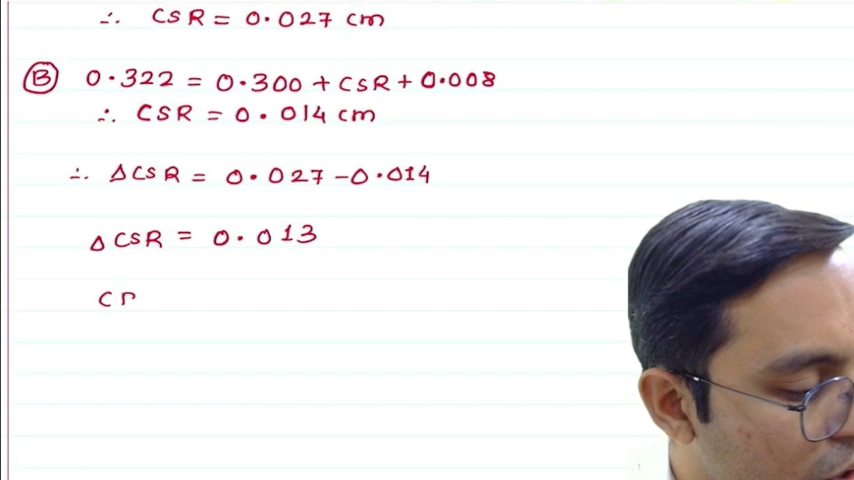 ∴ CSR = 0.027 cm
Ⓑ 0.322 = 0.300 + CSR + 0.008
∴ CSR = 0.014 cm
∴ ΔCSR = 0.027 - 0.014
ΔCSR = 0.013